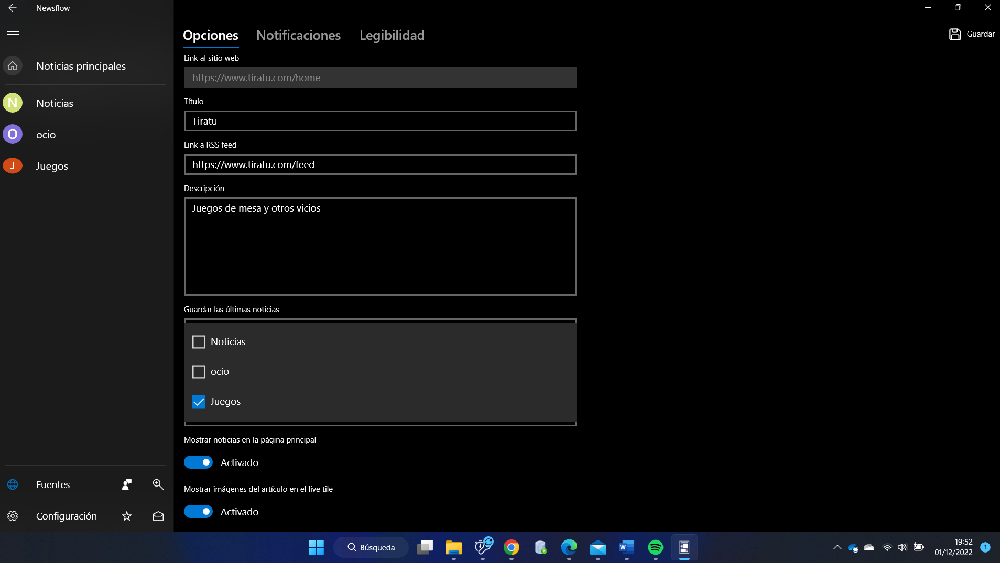 Newsflow
Noticias principales
N Noticias
O ocio
J Juegos
Fuentes
Configuración
Opciones Notificaciones Legibilidad
Guardar
Link al sitio web
https://www.tiratu.com/home
Título
Tiratu
Link a RSS feed
https://www.tiratu.com/feed
Descripción
Juegos de mesa y otros vicios
Guardar las últimas noticias
Noticias
ocio
Juegos
Mostrar noticias en la página principal
Activado
Mostrar imágenes del artículo en el live tile
Activado
Búsqueda
W
19:52
01/12/2022
1